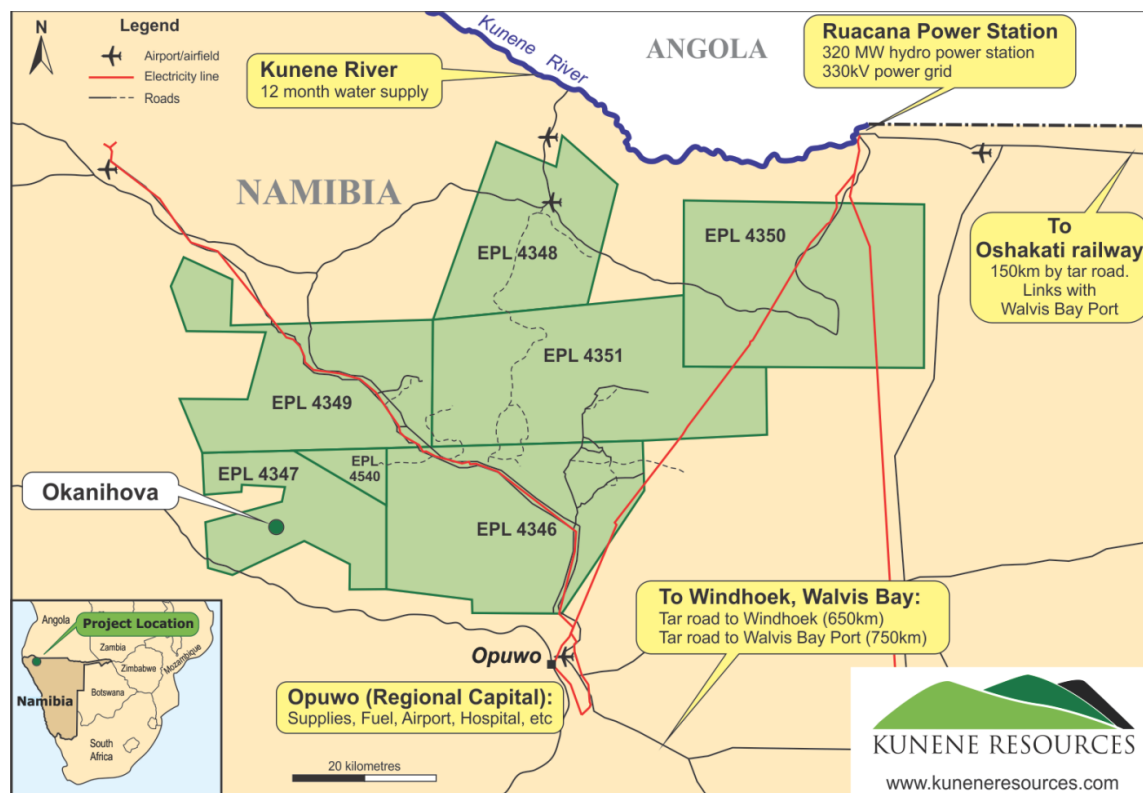 N
Legend
Airport/airfield
Electricity line
Roads
Kunene River
12 month water supply
Kunene River
ANGOLA
Ruacana Power Station
320 MW hydro power station
330kV power grid
NAMIBIA
To
Oshakati railway
150km by tar road.
Links with
Walvis Bay Port
EPL 4348
EPL 4350
EPL 4351
EPL 4349
EPL 4347
EPL
4540
Okanihova
EPL 4346
To Windhoek, Walvis Bay:
Tar road to Windhoek (650km)
Tar road to Walvis Bay Port (750km)
Opuwo
Opuwo (Regional Capital):
Supplies, Fuel, Airport, Hospital, etc
20 kilometres
Angola
Project Location
Zambia
Zimbabwe
Mozambique
Namibia
Botswana
South
Africa
KUNENE RESOURCES
www.kuneneresources.com